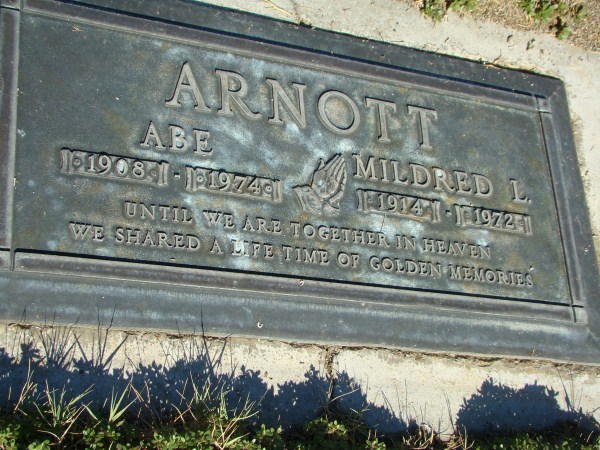 ARNOTT
ABE
1908 - 1974
MILDRED L.
1914 - 1972
UNTIL WE ARE TOGETHER IN HEAVEN
WE SHARED A LIFE TIME OF GOLDEN MEMORIES